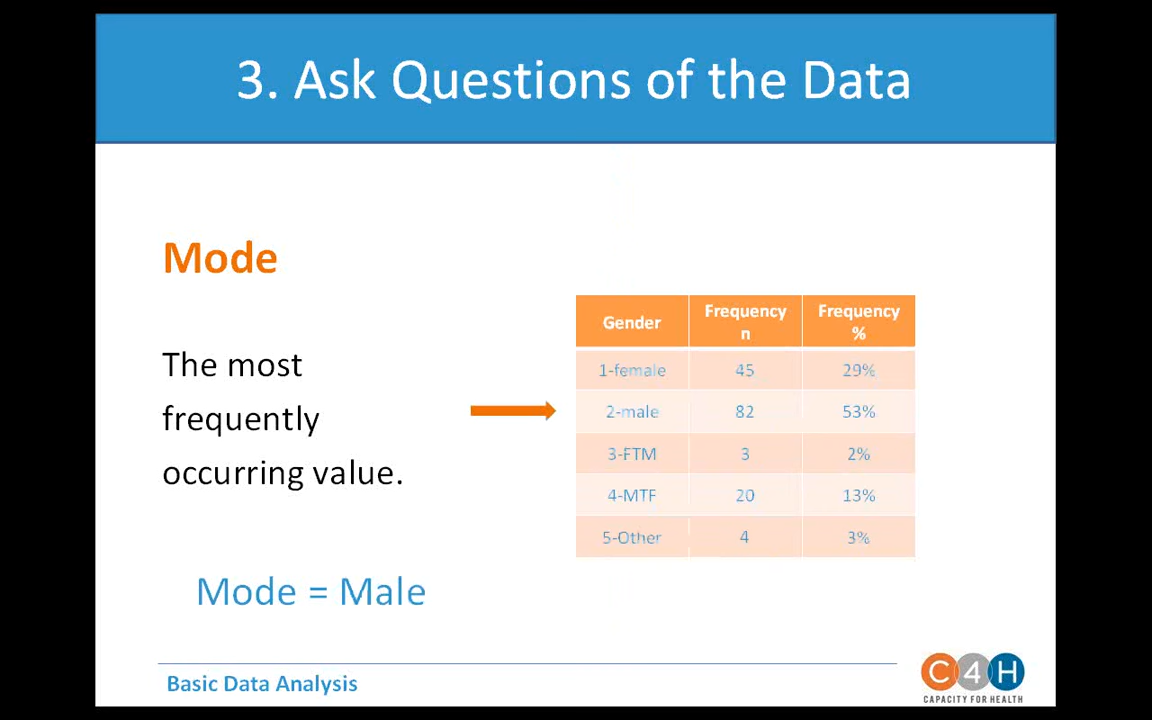 3. Ask Questions of the Data
Mode
The most
frequently
occurring value.
Mode = Male
Gender Frequency n Frequency %
1-female 45 29%
2-male 82 53%
3-FTM 3 2%
4-MTF 20 13%
5-Other 4 3%
Basic Data Analysis
C4H
CAPACITY FOR HEALTH